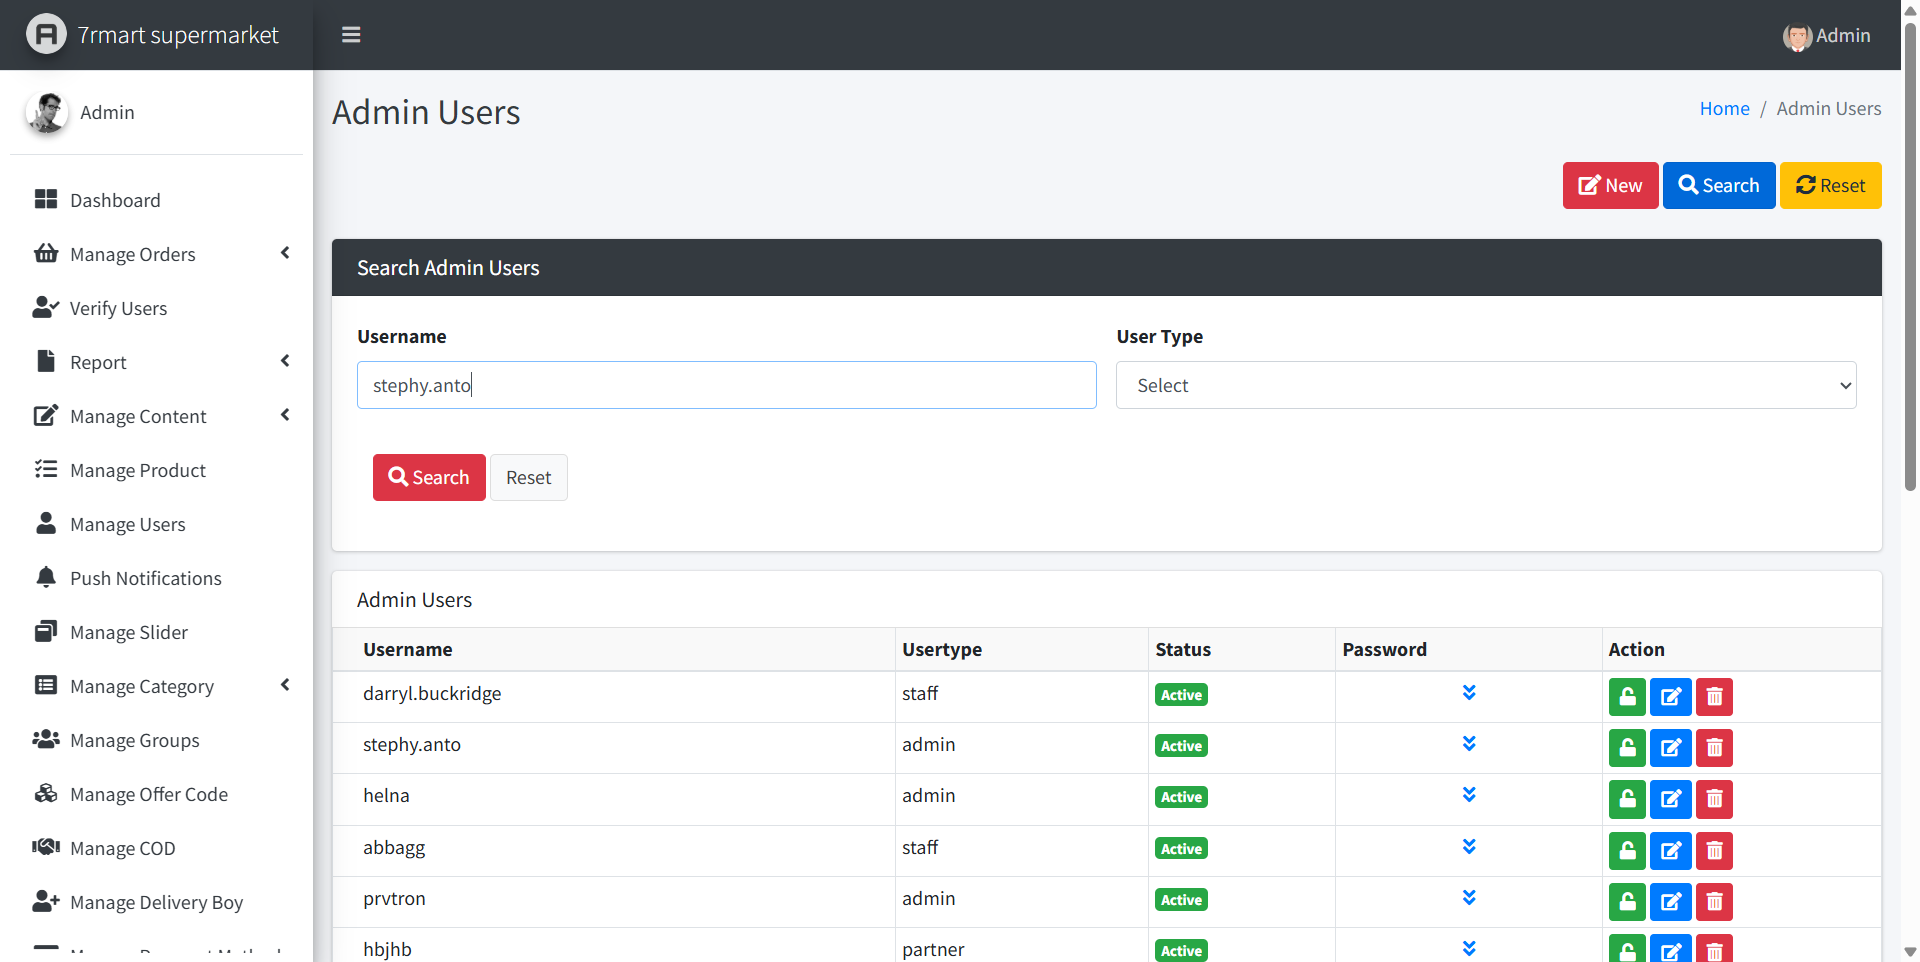 7rmart supermarket
Admin
Admin
Dashboard
Manage Orders
Verify Users
Report
Manage Content
Manage Product
Manage Users
Push Notifications
Manage Slider
Manage Category
Manage Groups
Manage Offer Code
Manage COD
Manage Delivery Boy
Admin Users
Home / Admin Users
New Search Reset
Search Admin Users
Username User Type
stephy.anto Select
Search Reset
Admin Users
Username Usertype Status Password Action
darryl.buckridge staff Active
stephy.anto admin Active
helna admin Active
abbagg staff Active
prvtron admin Active
hbjhb partner Active